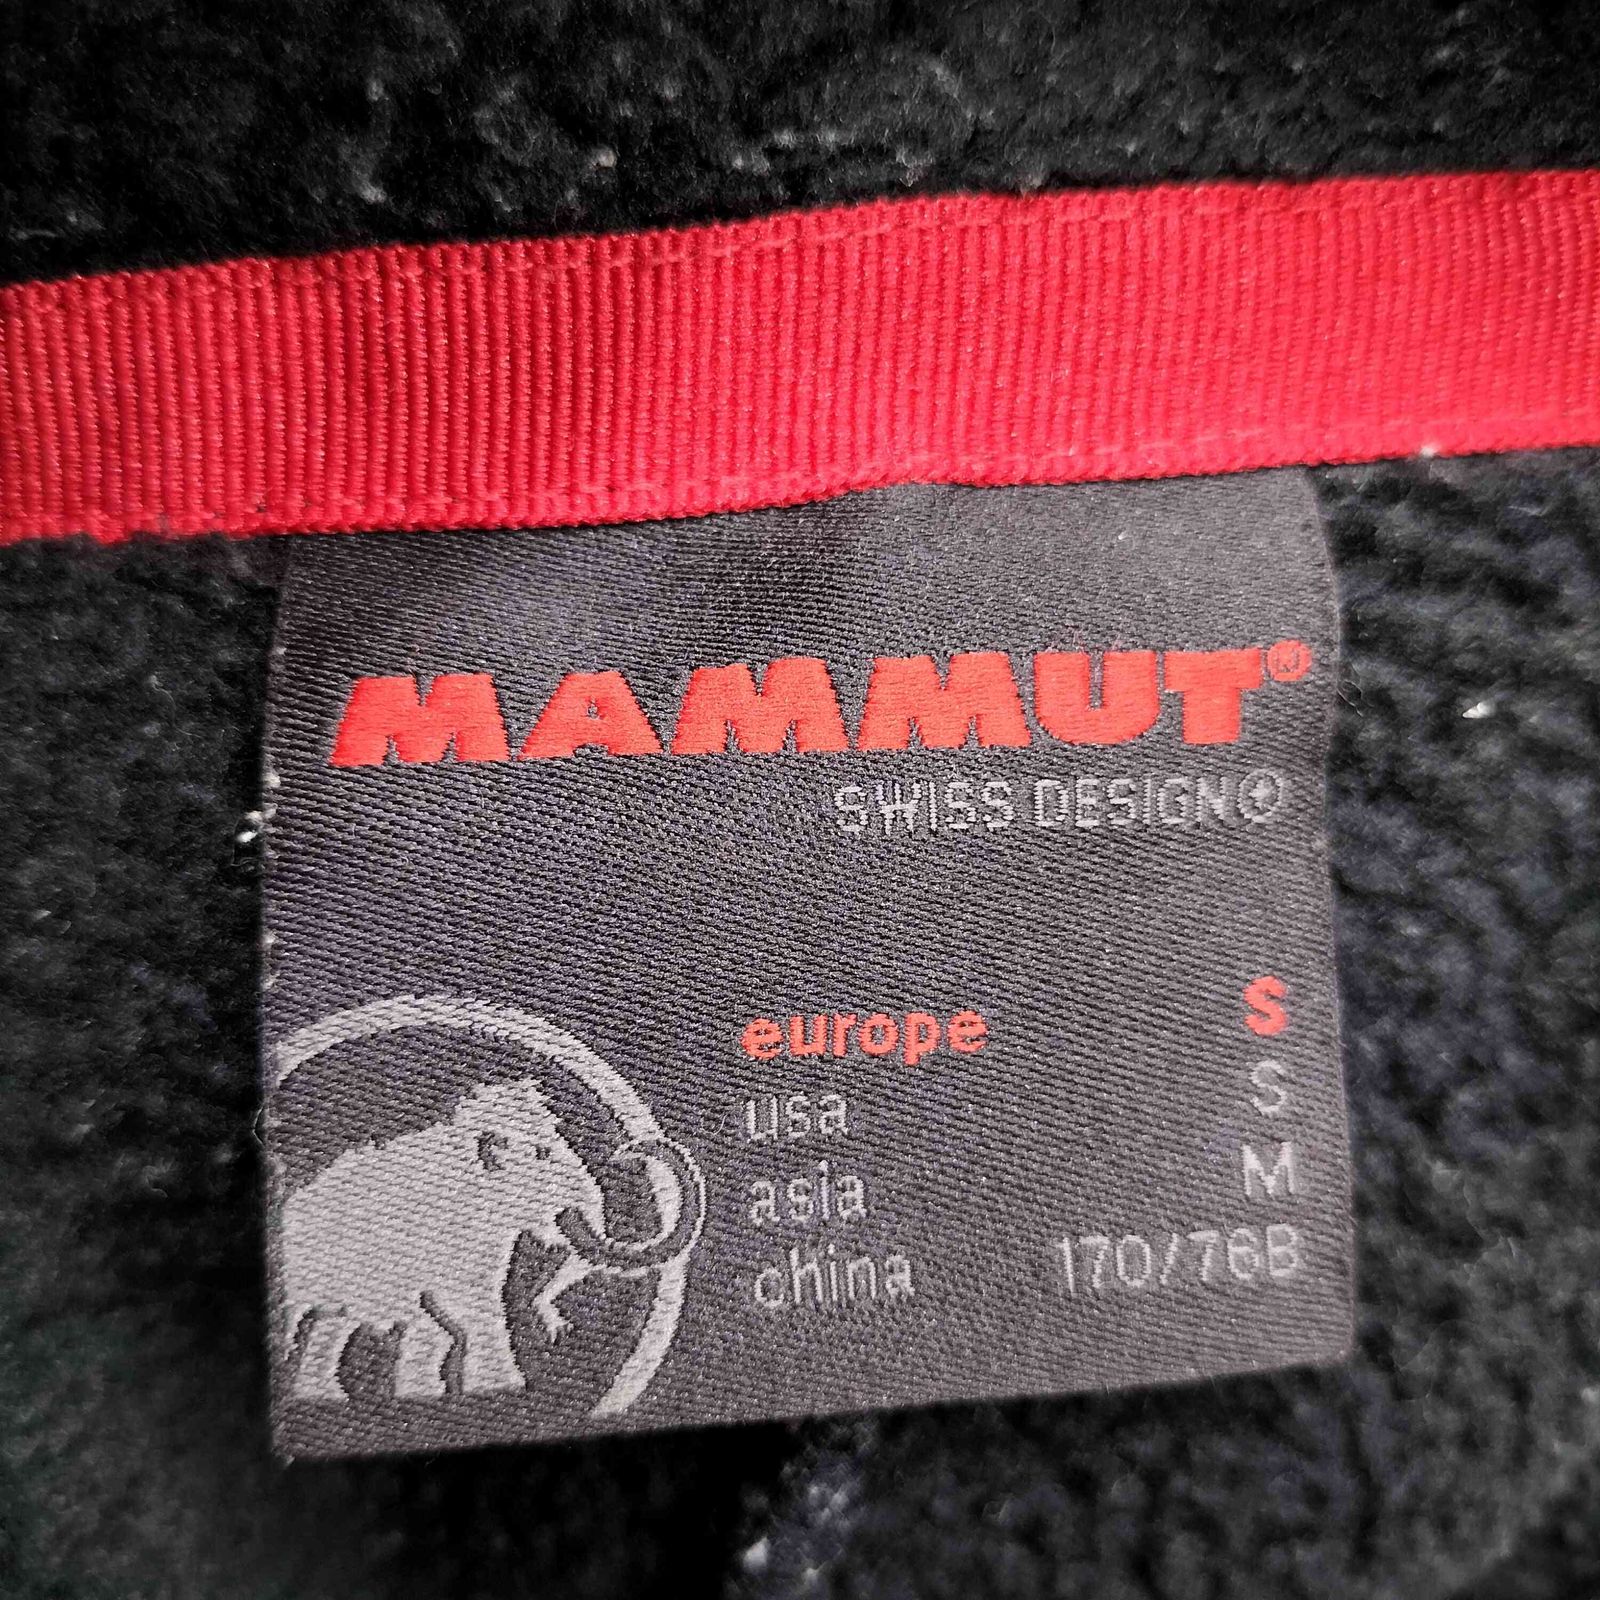 MAMMUT®
SWISS DESIGN
europe S
usa S
asia M
china 170/76B